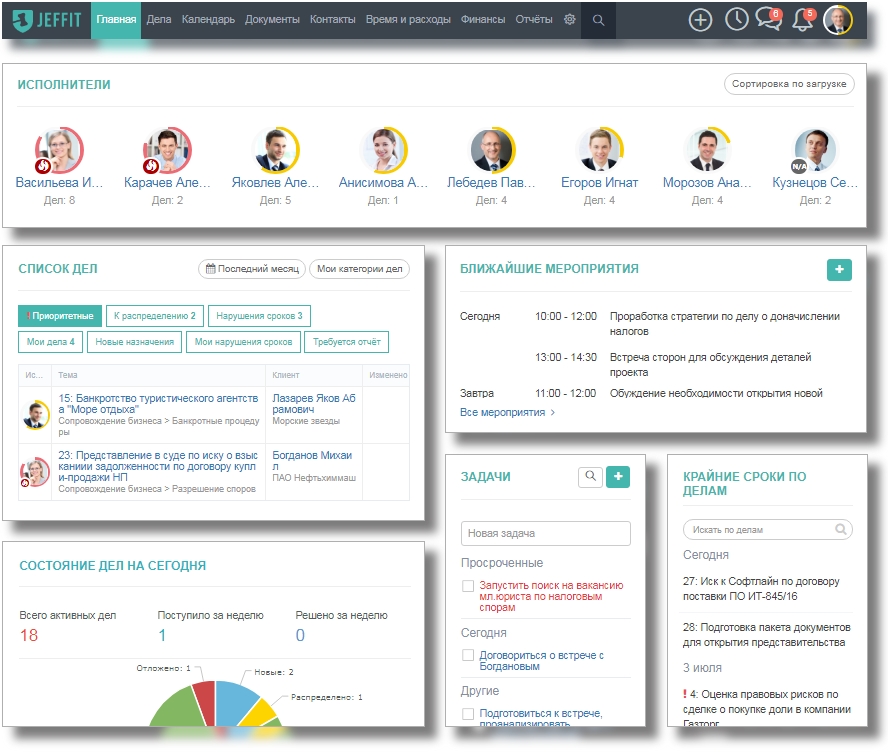 JEFFIT Главная Дела Календарь Документы Контакты Время и расходы Финансы Отчёты 6 5
ИСПОЛНИТЕЛИ
Сортировка по загрузке
Васильева И... Карачев Але... Яковлев Але... Анисимова А... Лебедев Пав... Егоров Игнат Морозов Ана... Кузнецов Се...
N/A
Дел: 8 Дел: 2 Дел: 5 Дел: 1 Дел: 4 Дел: 4 Дел: 4 Дел: 2
СПИСОК ДЕЛ
Последний месяц Мои категории дел
! Приоритетные К распределению 2 Нарушения сроков 3
Мои дела 4 Новые назначения Мои нарушения сроков Требуется отчёт
Ис... Тема Клиент Изменено
15: Банкротство туристического агентств
а "Море отдыха"
Сопровождение бизнеса > Банкротные процеду
ры
Лазарев Яков Аб
рамович
Морские звезды
23: Представление в суде по иску о взыс
кании задолженности по договору купл
и-продажи НП
Сопровождение бизнеса > Разрешение споров
Богданов Михаи
л
ПАО Нефтьхиммаш
БЛИЖАЙШИЕ МЕРОПРИЯТИЯ
+
Сегодня 10:00 - 12:00 Проработка стратегии по делу о доначислении
налогов
13:00 - 14:30 Встреча сторон для обсуждения деталей
проекта
Завтра 11:00 - 12:00 Обуждение необходимости открытия новой
Все мероприятия >
СОСТОЯНИЕ ДЕЛ НА СЕГОДНЯ
Всего активных дел Поступило за неделю Решено за неделю
18 1 0
Отложено: 1
Новые: 2
Распределено: 1
ЗАДАЧИ
+
Новая задача
Просроченные
Запустить поиск на вакансию
мл.юриста по налоговым
спорам
Сегодня
Договориться о встрече с
Богдановым
Другие
Подготовиться к встрече,
проанализировать
КРАЙНИЕ СРОКИ ПО
ДЕЛАМ
Искать по делам
Сегодня
27: Иск к Софтлайн по договору
поставки ПО ИТ-845/16
28: Подготовка пакета документов
для открытия представительства
3 июля
! 4: Оценка правовых рисков по
сделке о покупке доли в компании
Газторг